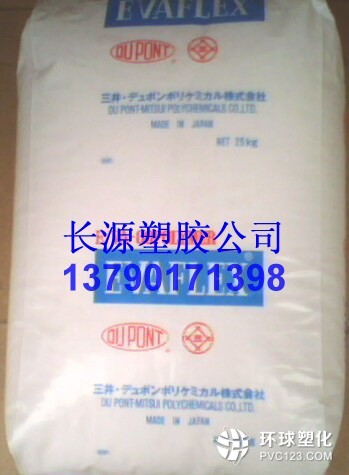 EVAFLEX
DU PONT
三井・デュポンポリケミカル株式会社
DU PONT-MITSUI POLYCHEMICALS CO.,LTD.
MADE IN JAPAN
NET 25kg
长源塑胶公司
13790171398
EVAFLEX
DU PONT
三井・デュポンポリケミカル株式会社
DU PONT-MITSUI POLYCHEMICALS CO.,LTD.
MADE IN JAPAN
环球塑化
PVC123.COM